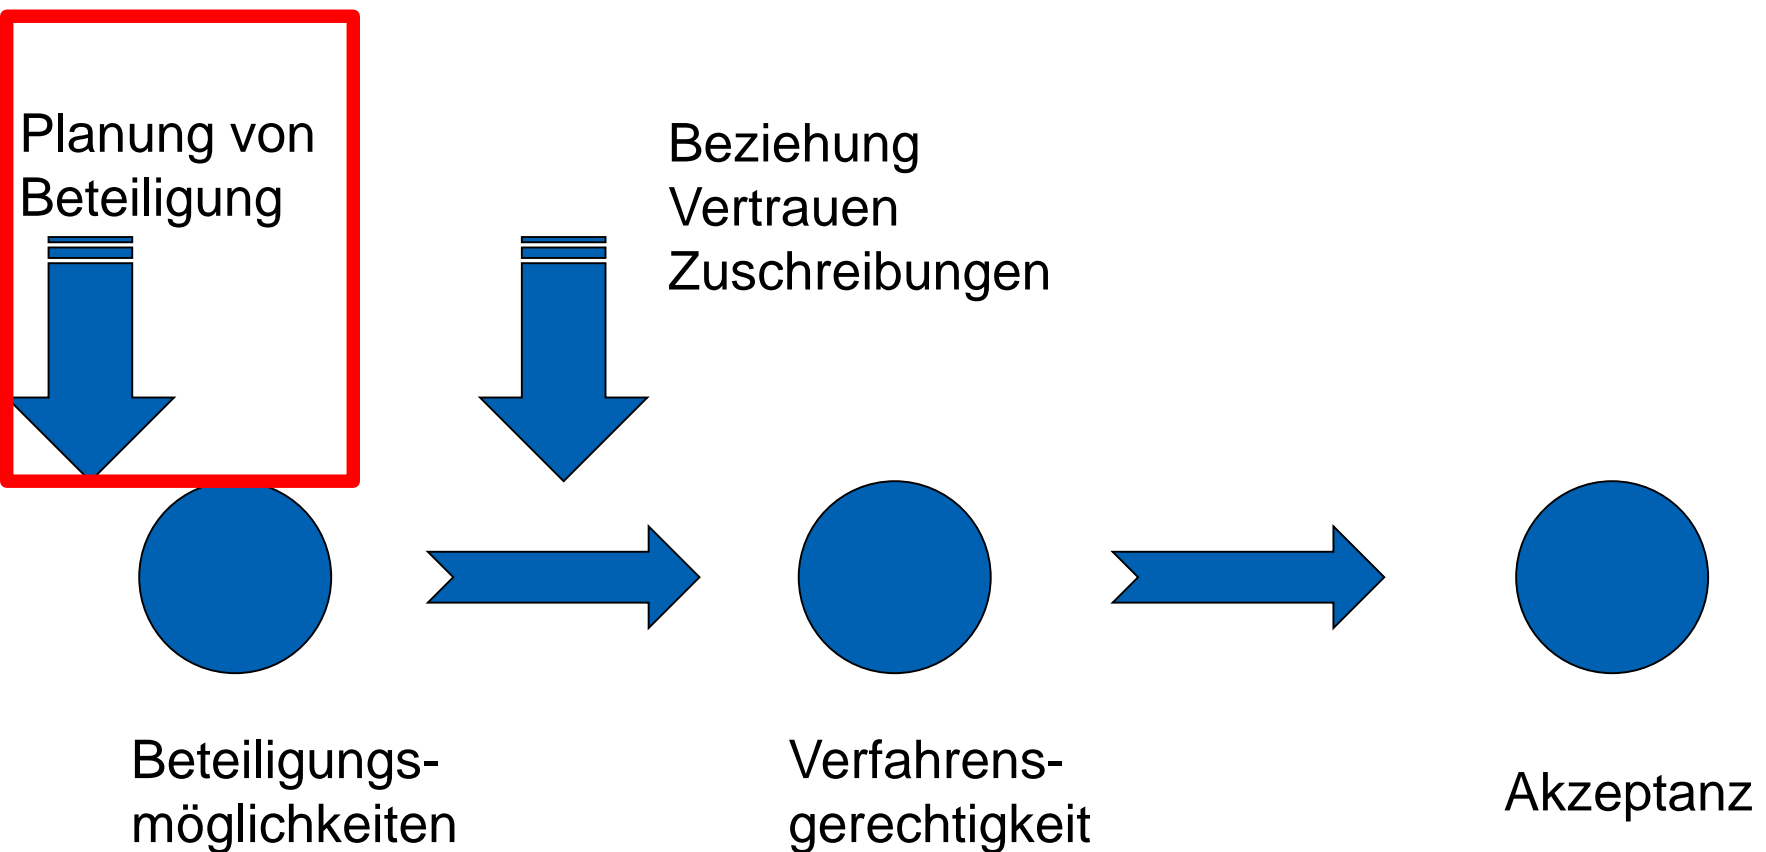 Planung von
Beteiligung
Beziehung
Vertrauen
Zuschreibungen
Beteiligungs-
möglichkeiten
Verfahrens-
gerechtigkeit
Akzeptanz